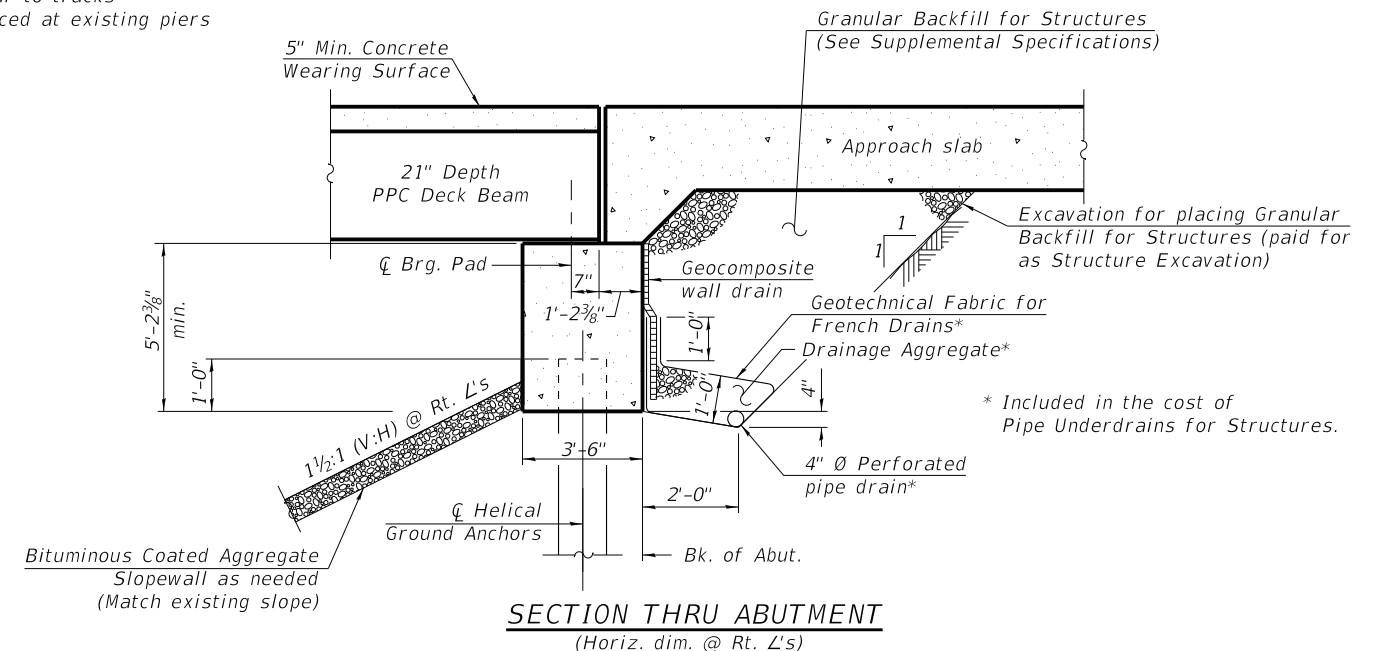 ced at existing piers
5" Min. Concrete
Wearing Surface
Granular Backfill for Structures
(See Supplemental Specifications)
21" Depth
PPC Deck Beam
Approach slab
1
1
Excavation for placing Granular
Backfill for Structures (paid for
as Structure Excavation)
℄ Brg. Pad
7"
1'-2⅜"
Geocomposite
wall drain
5'-2⅜"
min.
1'-0"
Geotechnical Fabric for
French Drains*
Drainage Aggregate*
1'-0"
1'-0"
4"
* Included in the cost of
Pipe Underdrains for Structures.
1½:1 (V:H) @ Rt. ∠'s
3'-6"
4" Ø Perforated
pipe drain*
2'-0"
℄ Helical
Ground Anchors
Bk. of Abut.
Bituminous Coated Aggregate
Slopewall as needed
(Match existing slope)
SECTION THRU ABUTMENT
(Horiz. dim. @ Rt. ∠'s)